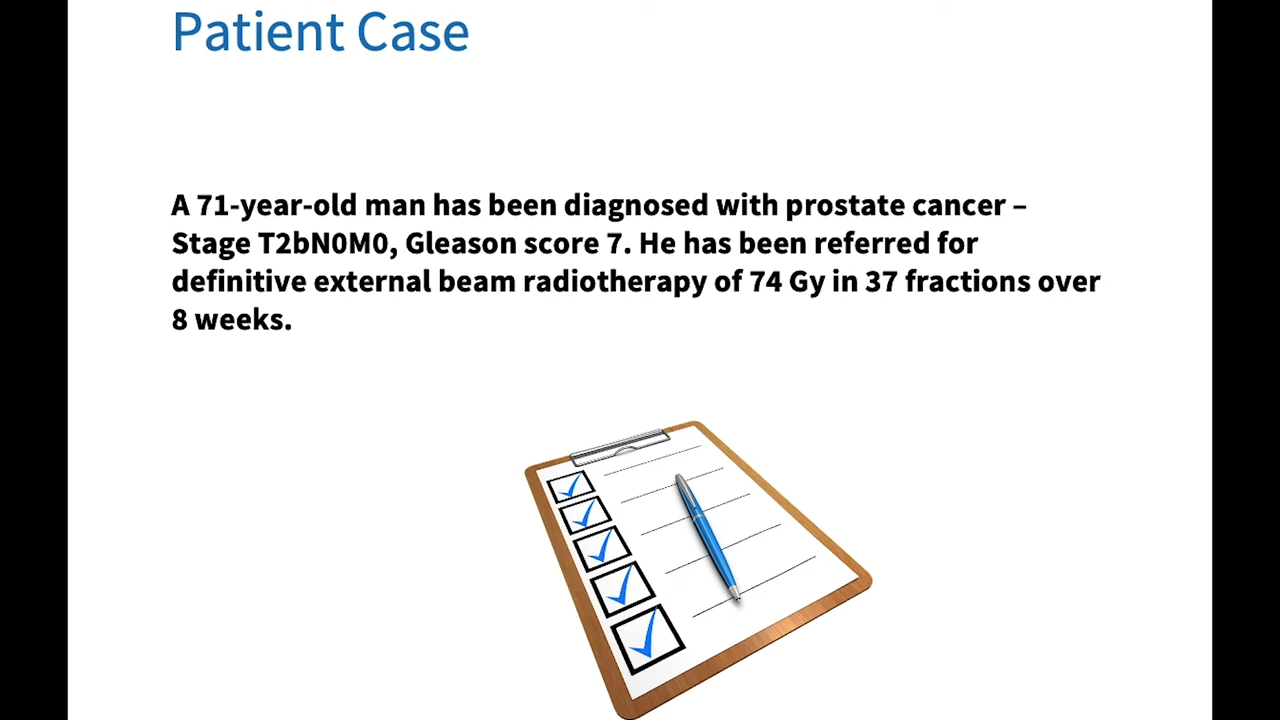 Patient Case
A 71-year-old man has been diagnosed with prostate cancer –
Stage T2bN0M0, Gleason score 7. He has been referred for
definitive external beam radiotherapy of 74 Gy in 37 fractions over
8 weeks.